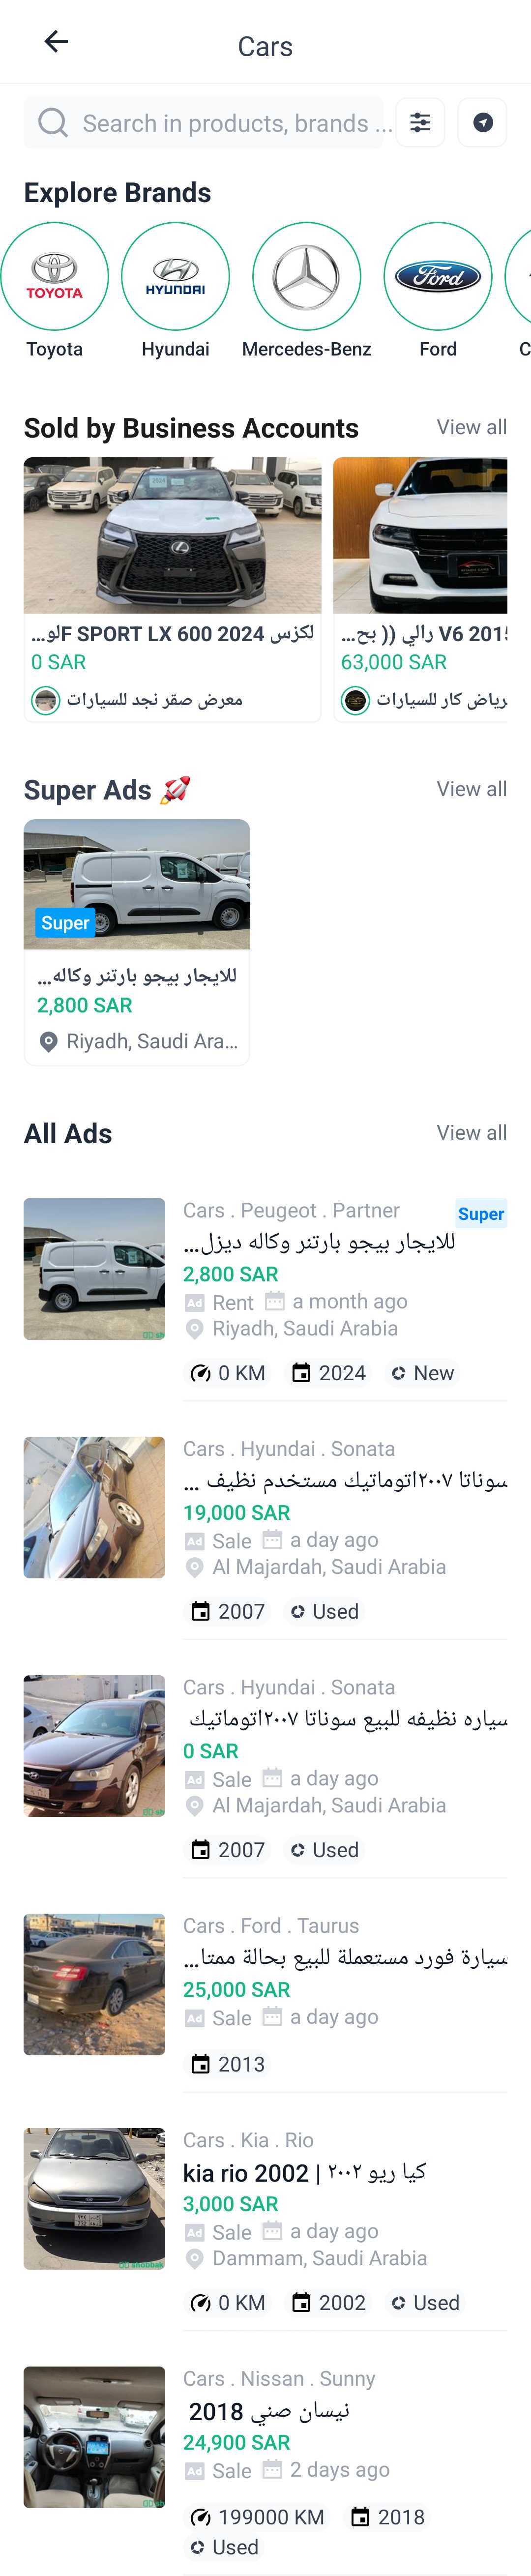 Cars
Search in products, brands ...
Explore Brands
TOYOTA
HYUNDAI
Ford
Toyota
Hyundai
Mercedes-Benz
Ford
C
Sold by Business Accounts
View all
لكزس F SPORT LX 600 2024لو...
0 SAR
معرض صقر نجد للسيارات
V6 2015 رالي (( بح...
63,000 SAR
رياض كار للسيارات
Super Ads 🚀
View all
Super
للايجار بيجو بارتنر وكاله...
2,800 SAR
Riyadh, Saudi Ara...
All Ads
View all
Cars . Peugeot . Partner
Super
للايجار بيجو بارتنر وكاله ديزل...
2,800 SAR
Ad Rent a month ago
Riyadh, Saudi Arabia
0 KM 2024 New
Cars . Hyundai . Sonata
سوناتا ٢٠٠٧اتوماتيك مستخدم نظيف ...
19,000 SAR
Ad Sale a day ago
Al Majardah, Saudi Arabia
2007 Used
Cars . Hyundai . Sonata
سياره نظيفه للبيع سوناتا ٢٠٠٧اتوماتيك
0 SAR
Ad Sale a day ago
Al Majardah, Saudi Arabia
2007 Used
Cars . Ford . Taurus
سيارة فورد مستعملة للبيع بحالة ممتا...
25,000 SAR
Ad Sale a day ago
2013
Cars . Kia . Rio
kia rio 2002 | كيا ريو ٢٠٠٢
3,000 SAR
Ad Sale a day ago
Dammam, Saudi Arabia
0 KM 2002 Used
Cars . Nissan . Sunny
نيسان صني 2018
24,900 SAR
Ad Sale 2 days ago
199000 KM 2018
Used